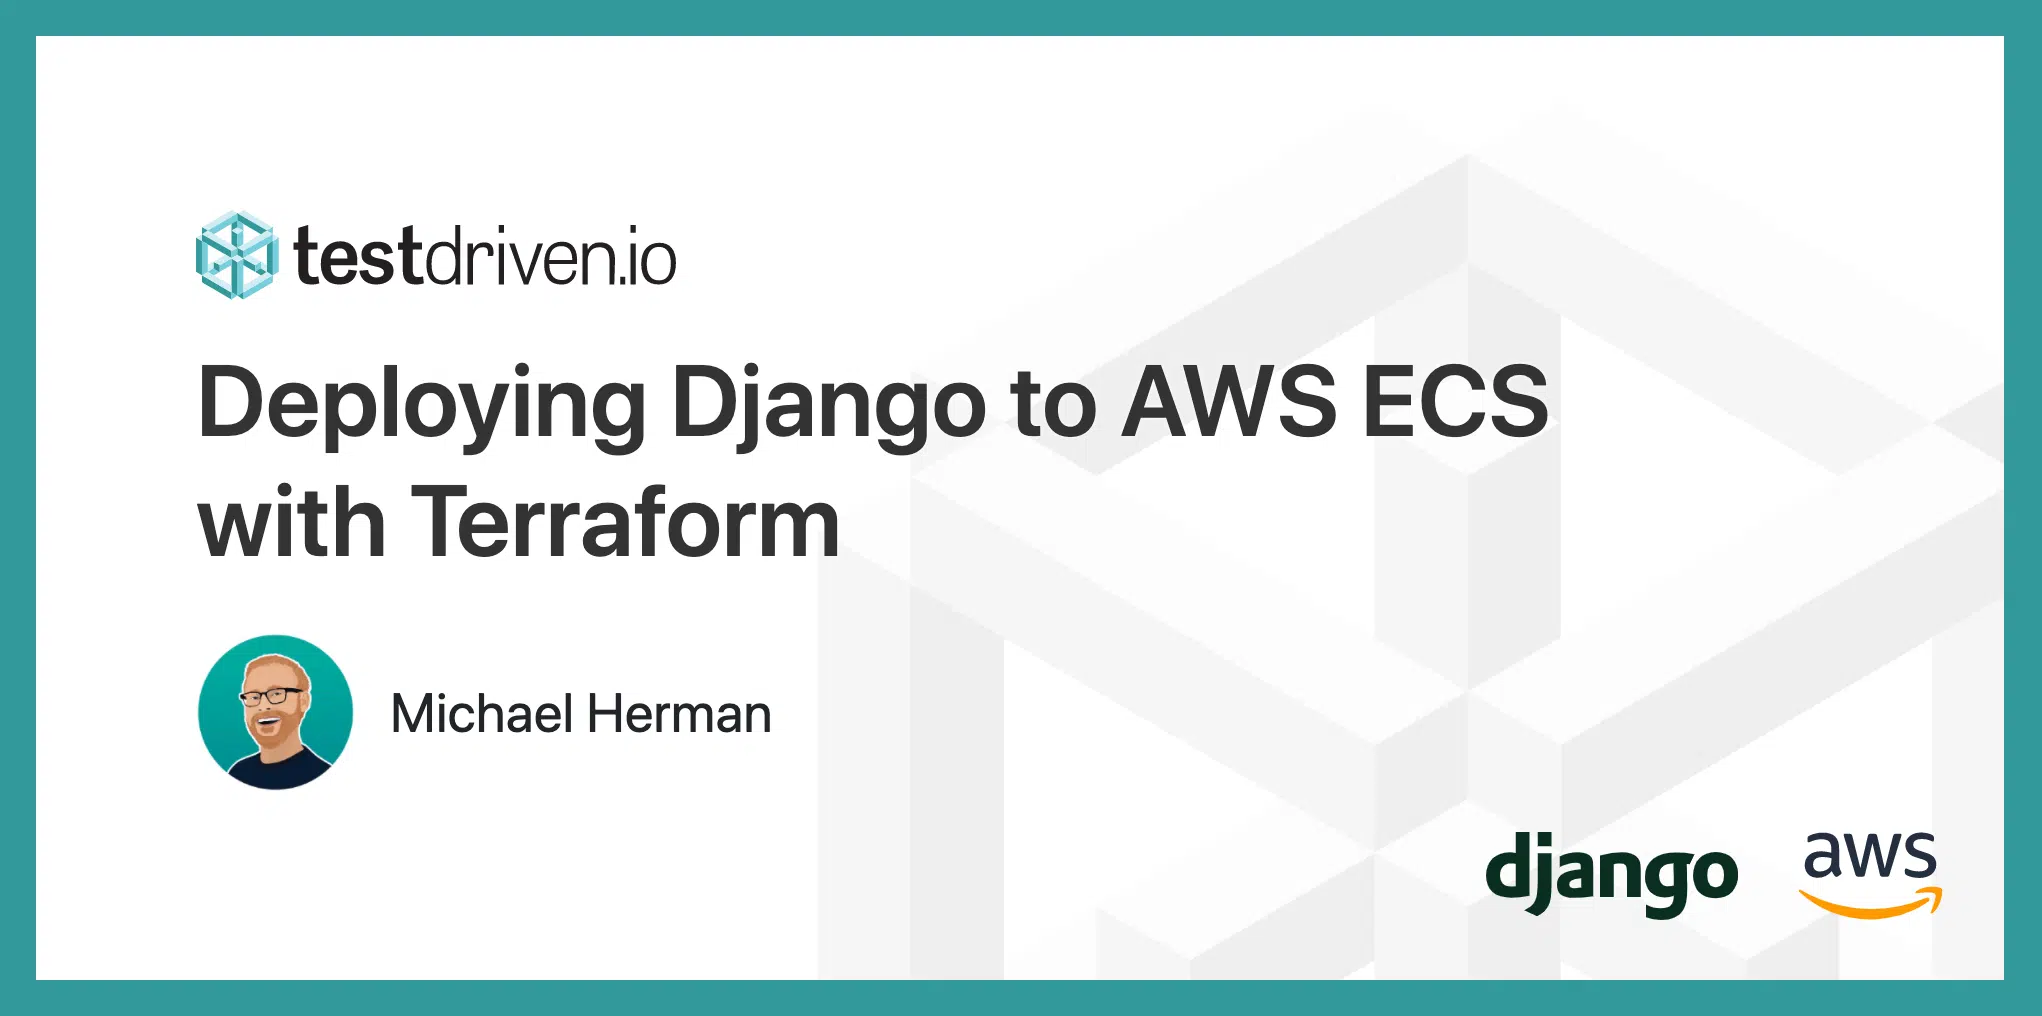 testdriven.io
Deploying Django to AWS ECS
with Terraform
Michael Herman
django
aws